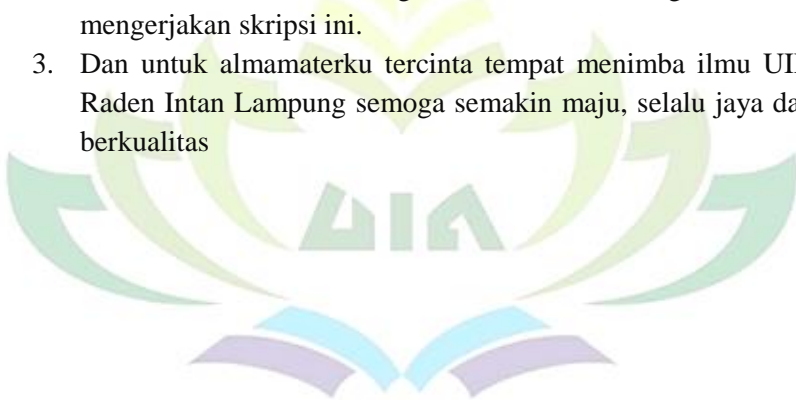 mengerjakan skripsi ini.
3. Dan untuk almamaterku tercinta tempat menimba ilmu
Raden Intan Lampung semoga semakin maju, selalu jaya
berkualitas
UIN